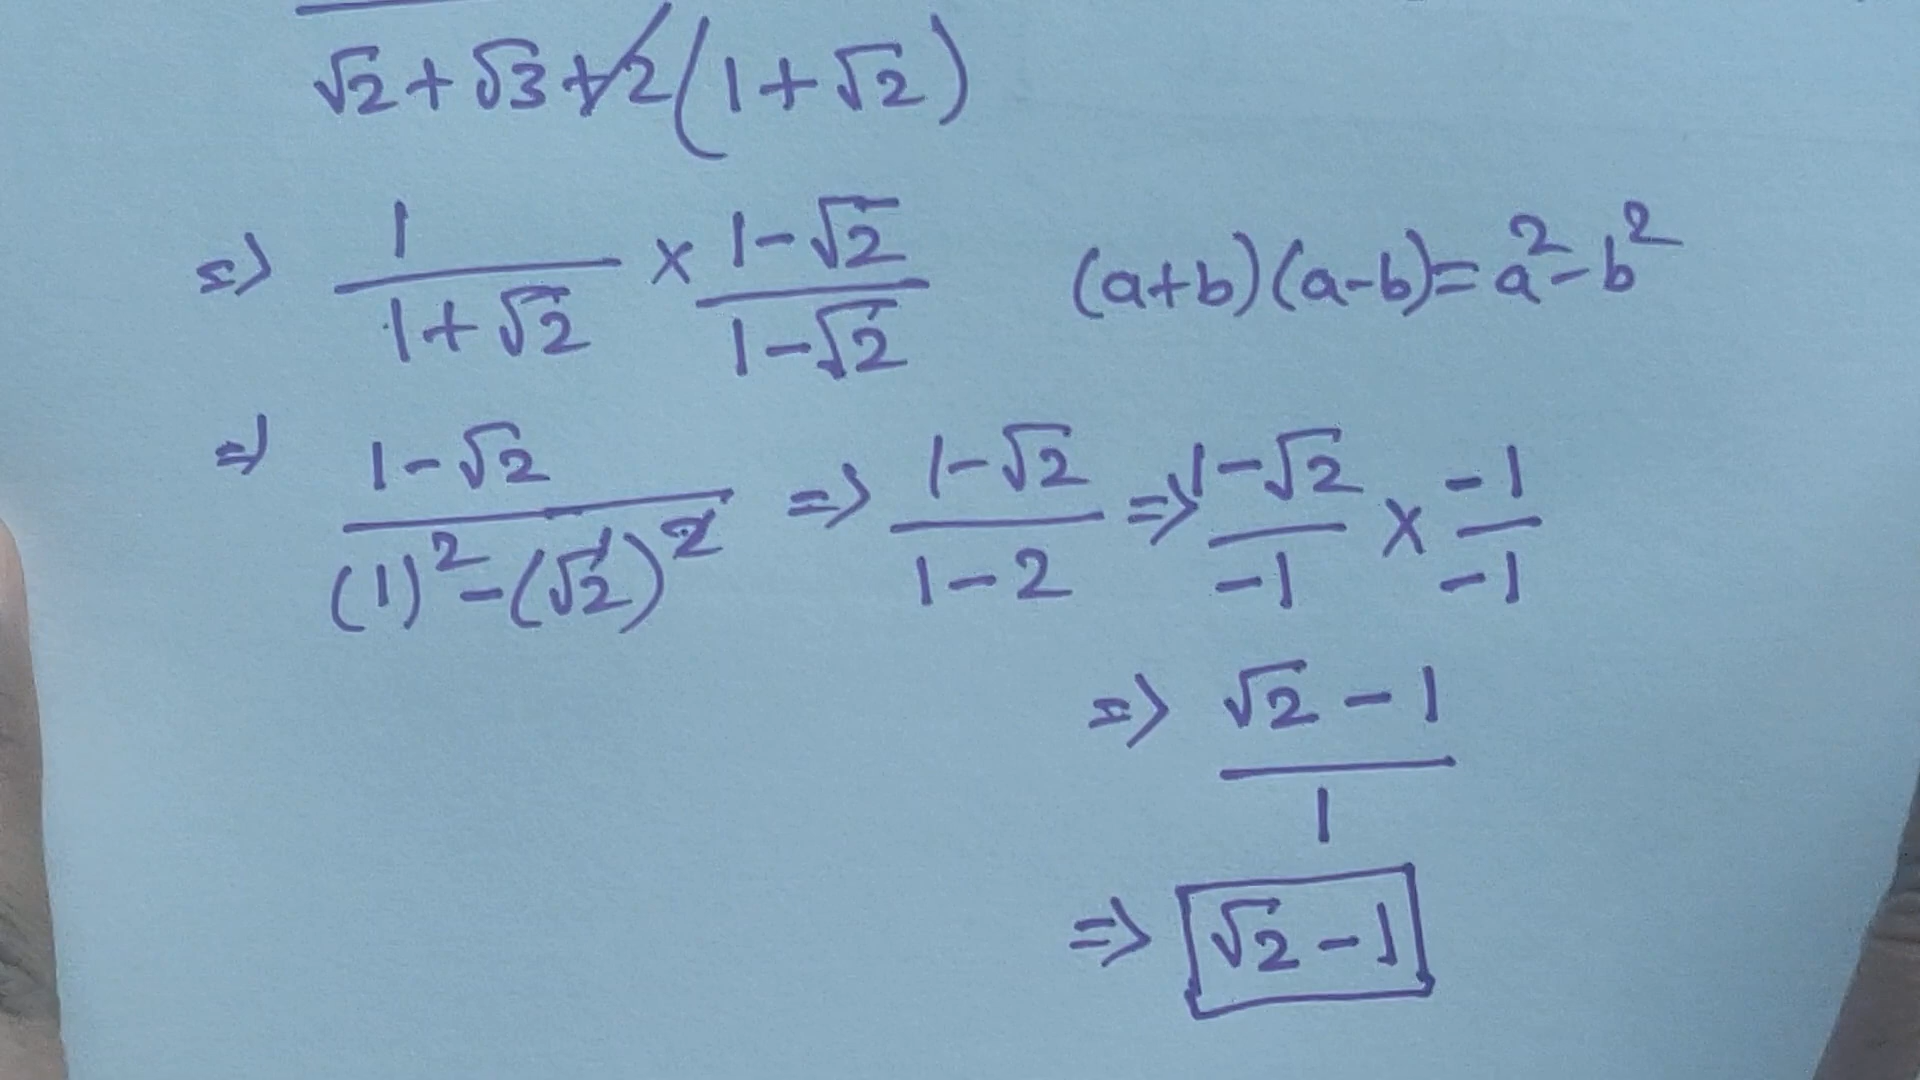 √2 + √3 + 2 (1 + √2)
=> 1/(1 + √2) × (1 - √2)/(1 - √2) (a+b)(a-b) = a² - b²
=> (1 - √2)/((1)² - (√2)²) => (1 - √2)/(1 - 2) => (1 - √2)/(-1) × (-1)/(-1)
=> (√2 - 1)/1
=> √2 - 1